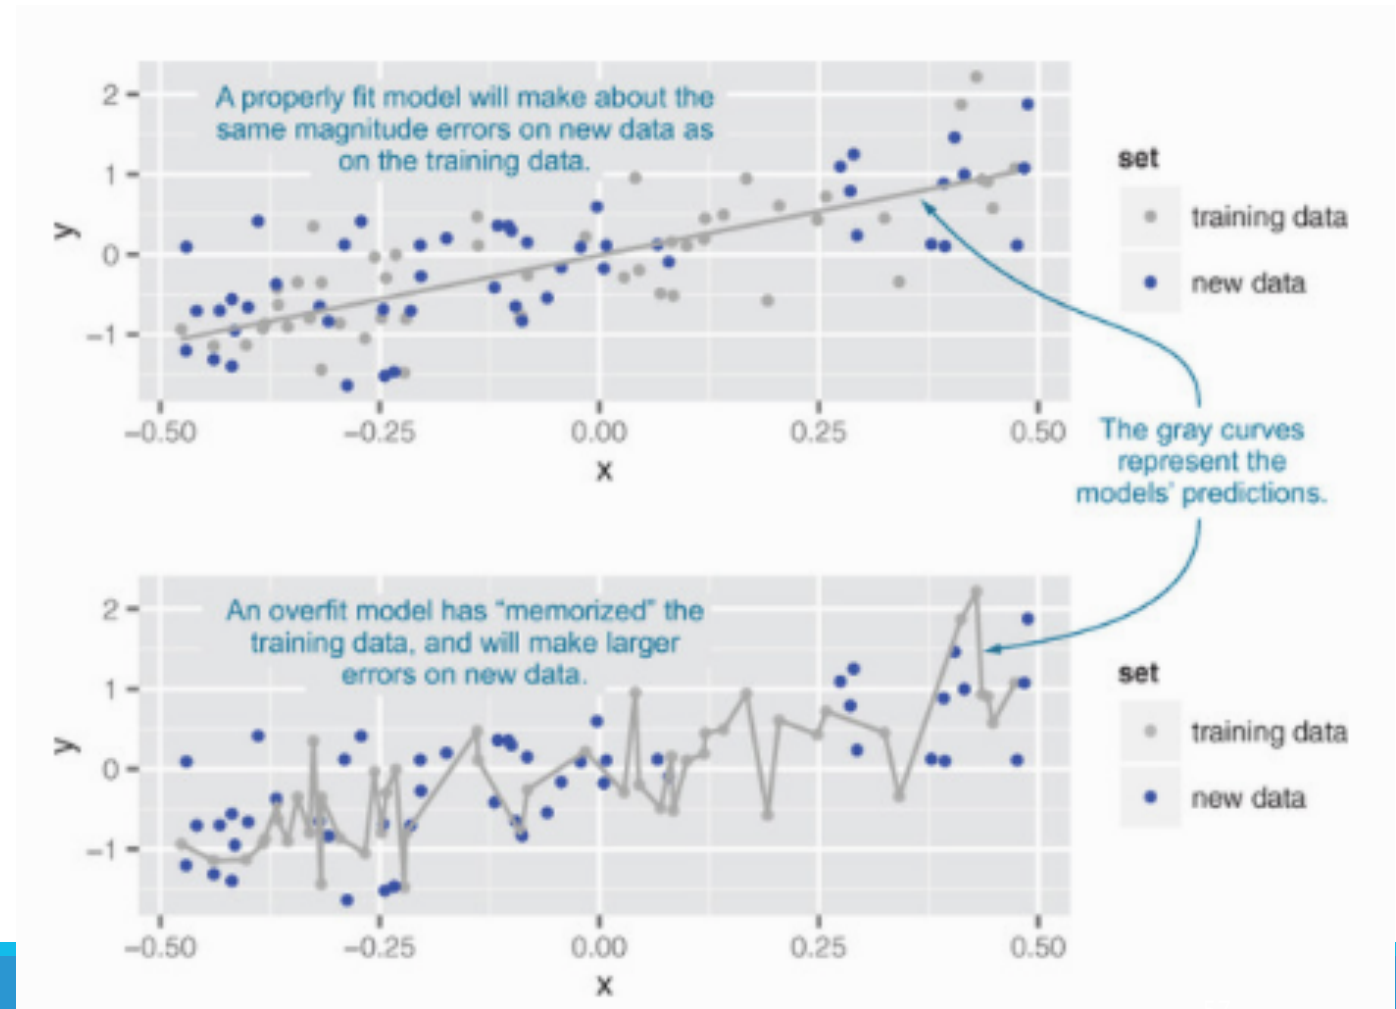 A properly fit model will make about the
same magnitude errors on new data as
on the training data.
2
1
0
−1
y
−0.50
−0.25
0.00
0.25
0.50
x
set
training data
new data
The gray curves
represent the
models' predictions.
An overfit model has “memorized” the
training data, and will make larger
errors on new data.
2
1
0
−1
y
−0.50
−0.25
0.00
0.25
0.50
x
set
training data
new data